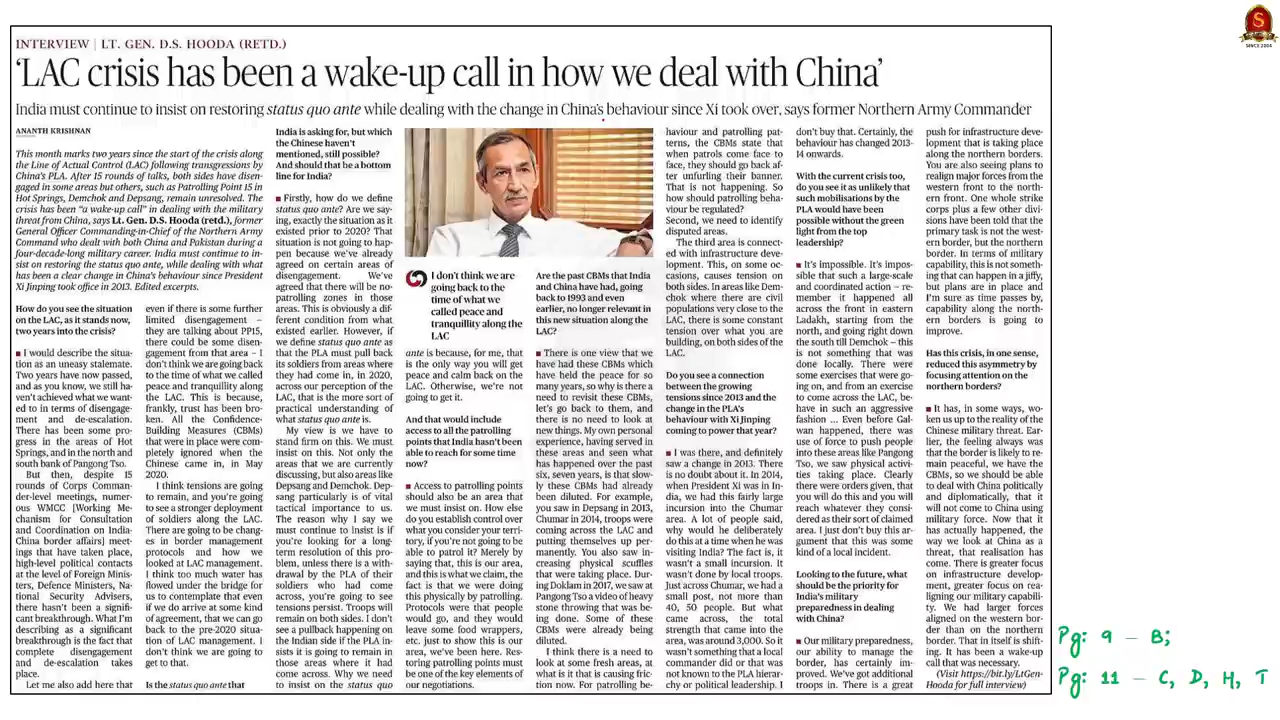 INTERVIEW | LT. GEN. D.S. HOODA (RETD.)
‘LAC crisis has been a wake-up call in how we deal with China’
India must continue to insist on restoring status quo ante while dealing with the change in China’s behaviour since Xi took over, says former Northern Army Commander
ANANTH KRISHNAN
This month marks two years since the start of the crisis along
the Line of Actual Control (LAC) following transgressions by
China’s PLA. After 15 rounds of talks, both sides have disen-
gaged in some areas but others, such as Patrolling Point 15 in
Hot Springs, Demchok and Depsang, remain unresolved. The
crisis has been “a wake-up call” in dealing with the military
threat from China, says Lt. Gen. D.S. Hooda (retd.), former
General Officer Commanding-in-Chief of the Northern Army
Command who dealt with both China and Pakistan during a
four-decade-long military career. India must continue to in-
sist on restoring the status quo ante, while dealing with what
has been a clear change in China’s behaviour since President
Xi Jinping took office in 2013. Edited excerpts.
How do you see the situation
on the LAC, as it stands now,
two years into the crisis?
■ I would describe the situa-
tion as an uneasy stalemate.
Two years have now passed,
and as you know, we still ha-
ven’t achieved what we want-
ed to in terms of disengage-
ment and de-escalation.
There has been some pro-
gress in the areas of Hot
Springs, and in the north and
south bank of Pangong Tso.
But then, despite 15
rounds of Corps Comman-
der-level meetings, numer-
ous WMCC [Working Me-
chanism for Consultation
and Coordination on India-
China border affairs] meet-
ings that have taken place,
high-level political contacts
at the level of Foreign Minis-
ters, Defence Ministers, Na-
tional Security Advisers,
there hasn’t been a signifi-
cant breakthrough. What I’m
describing as a significant
breakthrough is the fact that
complete disengagement
and de-escalation takes
place.
Let me also add here that
even if there is some further
limited disengagement –
they are talking about PP15,
there could be some disen-
gagement from that area – I
don’t think we are going back
to the time of what we called
peace and tranquility along
the LAC. This is because,
frankly, trust has been bro-
ken. All the Confidence-
Building Measures (CBMs)
that were in place were com-
pletely ignored when the
Chinese came in, in May
2020.
I think tensions are going
to remain, and you’re going
to see a stronger deployment
of soldiers along the LAC.
There are going to be chang-
es in border management
protocols and how we
looked at LAC management.
I think too much water has
flowed under the bridge for
us to contemplate that even
if we do arrive at some kind
of agreement, that we can go
back to the pre-2020 situa-
tion of LAC management. I
don’t think we are going to
get to that.
Is the status quo ante that
India is asking for, but which
the Chinese haven’t
mentioned, still possible?
And should that be a bottom
line for India?
■ Firstly, how do we define
status quo ante? Are we say-
ing, exactly the situation as it
existed prior to 2020? That
situation is not going to hap-
pen because we’ve already
agreed on certain areas of
disengagement. We’ve
agreed that there will be no-
patrolling zones in those
areas. This is obviously a dif-
ferent condition from what
existed earlier. However, if
we define status quo ante as
that the PLA must pull back
its soldiers from areas where
they had come in, in 2020,
across our perception of the
LAC, that is the more sort of
practical understanding of
what status quo ante is.
My view is we have to
stand firm on this. We must
insist on this. Not only the
areas that we are currently
discussing, but also areas like
Depsang and Demchok. Dep-
sang particularly is of vital
tactical importance to us.
The reason why I say we
must continue to insist is if
you’re looking for a long-
term resolution of this pro-
blem, unless there is a with-
drawal by the PLA of their
soldiers who had come
across, you’re going to see
tensions persist. Troops will
remain on both sides. I don’t
see a pullback happening on
the Indian side if the PLA in-
sists it is going to remain in
those areas where it had
come across. Why we need
to insist on the status quo
I don’t think we are
going back to the
time of what we
called peace and
tranquility along the
LAC
ante is because, for me, that
is the only way you will get
peace and calm back on the
LAC. Otherwise, we’re not
going to get it.
And that would include
access to all the patrolling
points that India hasn’t been
able to reach for some time
now?
■ Access to patrolling points
should also be an area that
we must insist on. How else
do you establish control over
what you consider your terri-
tory, if you’re not going to be
able to patrol it? Merely by
saying that, this is our area,
and this is what we claim, the
fact is that we were doing
this physically by patrolling.
Protocols were that people
would go, and they would
leave some food wrappers,
etc. just to show this is our
area, we’ve been here. Res-
toring patrolling points must
be one of the key elements of
our negotiations.
Are the past CBMs that India
and China have had, going
back to 1993 and even
earlier, no longer relevant in
this new situation along the
LAC?
■ There is one view that we
have had these CBMs which
have held the peace for so
many years, so why is there a
need to revisit these CBMs,
let’s go back to them, and
there is no need to look at
new things. My own personal
experience, having served in
these areas and seen what
has happened over the past
six, seven years, is that slow-
ly these CBMs had already
been diluted. For example,
you saw in Depsang in 2013,
Chumar in 2014, troops were
coming across the LAC and
putting themselves up per-
manently. You also saw in-
creasing physical scuffles
that were taking place. Dur-
ing Doklam in 2017, we saw at
Pangong Tso a video of heavy
stone throwing that was be-
ing done. Some of these
CBMs were already being
diluted.
I think there is a need to
look at some fresh areas, at
what is it that is causing fric-
tion now. For patrolling be-
haviour and patrolling pat-
terns, the CBMs state that
when patrols come face to
face, they should go back af-
ter unfurling their banner.
That is not happening. So
how should patrolling beha-
viour be regulated?
Second, we need to identify
disputed areas.
The third area is connect-
ed with infrastructure deve-
lopment. This, on some oc-
casions, causes tension on
both sides. In areas like Dem-
chok where there are civil
populations very close to the
LAC, there is some constant
tension over what you are
building, on both sides of the
LAC.
Do you see a connection
between the growing
tensions since 2013 and the
change in the PLA’s
behaviour with Xi Jinping
coming to power that year?
■ I was there, and definitely
saw a change in 2013. There
is no doubt about it. In 2014,
when President Xi was in In-
dia, we had this fairly large
incursion into the Chumar
area. A lot of people said,
why would he deliberately
do this at a time when he was
visiting India? The fact is, it
wasn’t a small incursion. It
wasn’t done by local troops.
Just across Chumar, we had a
small post, not more than
40, 50 people. But what
came across, the total
strength that came into the
area, was around 3,000. So it
wasn’t something that a local
commander did or that was
not known to the PLA hierar-
chy or political leadership. I
don’t buy that. Certainly, the
behaviour has changed 2013-
14 onwards.
With the current crisis too,
do you see it as unlikely that
such mobilisations by the
PLA would have been
possible without the green
light from the top
leadership?
■ It’s impossible. It’s impos-
sible that such a large-scale
and coordinated action – re-
member it happened all
across the front in eastern
Ladakh, starting from the
north, and going right down
the south till Demchok – this
is not something that was
done locally. There were
some exercises that were go-
ing on, and from an exercise
to come across the LAC, be-
have in such an aggressive
fashion ... Even before Gal-
wan happened, there was
use of force to push people
into these areas like Pangong
Tso, we saw physical activi-
ties taking place. Clearly
there were orders given, that
you will do this and you will
reach whatever they consi-
dered as their sort of claimed
area. I just don’t buy this ar-
gument that this was some
kind of a local incident.
Looking to the future, what
should be the priority for
India’s military
preparedness in dealing
with China?
■ Our military preparedness,
our ability to manage the
border, has certainly im-
proved. We’ve got additional
troops in. There is a great
push for infrastructure deve-
lopment that is taking place
along the northern borders.
You are also seeing plans to
realign major forces from the
western front to the north-
ern front. One whole strike
corps plus a few other divi-
sions have been told that the
primary task is not the west-
ern border, but the northern
border. In terms of military
capability, this is not something
that can happen in a jiffy,
but plans are in place and
I’m sure as time passes by,
capability along the north-
ern borders is going to
improve.
Has this crisis, in one sense,
reduced this asymmetry by
focusing attention on the
northern borders?
■ It has, in some ways, wo-
ken us up to the reality of the
Chinese military threat. Ear-
lier, the feeling always was
that the border is likely to re-
main peaceful, we have the
CBMs, so we should be able
to deal with China politically
and diplomatically, that it
will not come to China using
military force. Now that it
has actually happened, the
way we look at China as a
threat, that realisation has
come. There is greater focus
on infrastructure develop-
ment, greater focus on rea-
ligning our military capabili-
ty. We had larger forces
aligned on the western bor-
der than on the northern
border. That in itself is shift-
ing. It has been a wake-up
call that was necessary.
(Visit https://bit.ly/LtGen-
Hooda for full interview)
S
SINCE 2004
Pg: 9 – B;
Pg: 11 – C, D, H, T